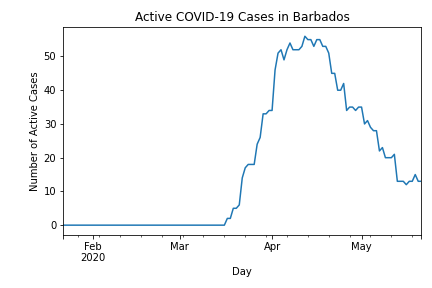 Active COVID-19 Cases in Barbados
Number of Active Cases
50
40
30
20
10
0
Feb
2020
Mar
Apr
May
Day